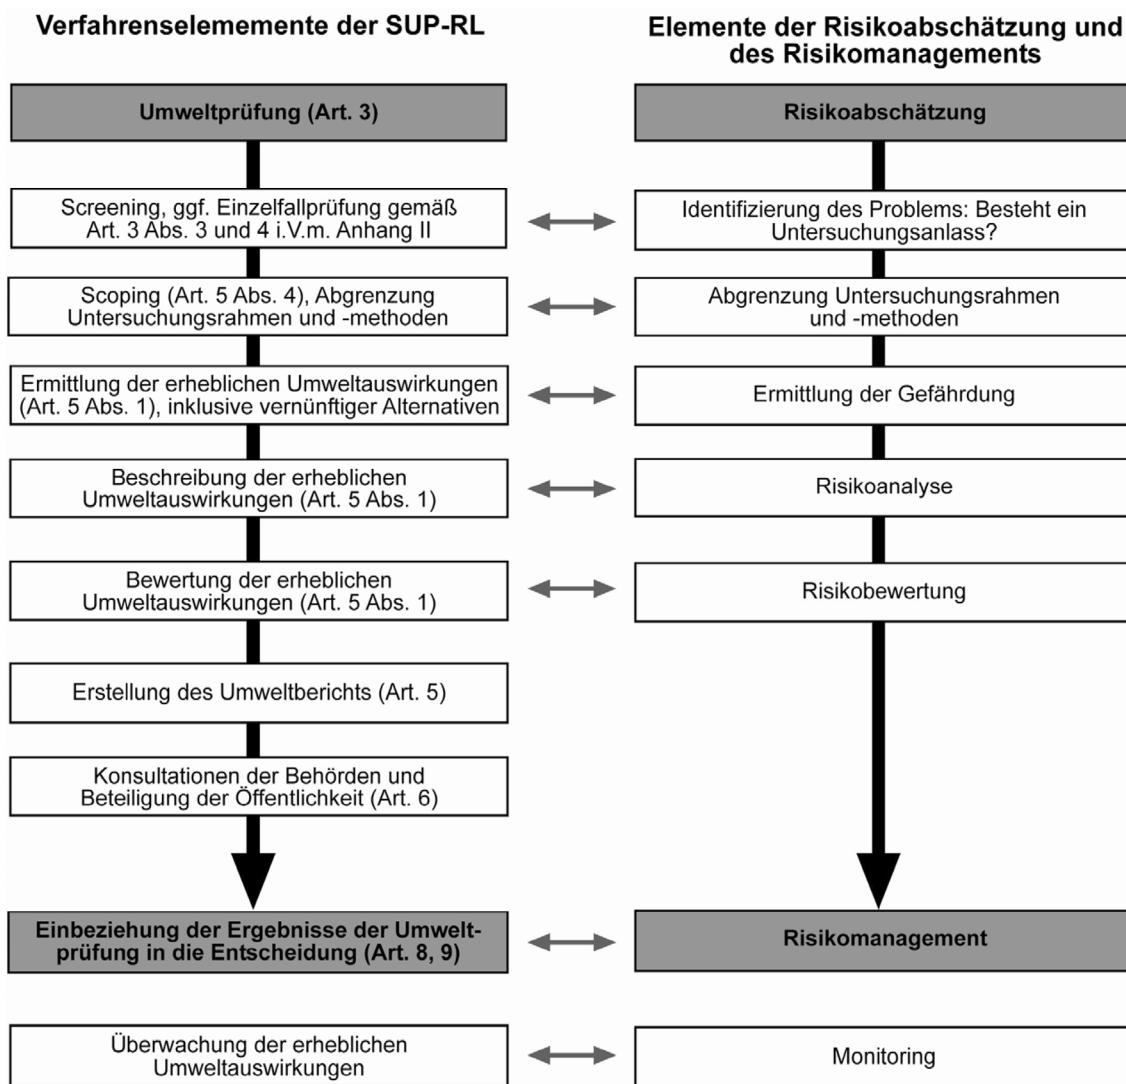 Verfahrenselememente der SUP-RL
Elemente der Risikoabschätzung und
des Risikomanagements
Umweltprüfung (Art. 3)
Risikoabschätzung
Screening, ggf. Einzelfallprüfung gemäß
Art. 3 Abs. 3 und 4 i.V.m. Anhang II
Identifizierung des Problems: Besteht ein
Untersuchungsanlass?
Scoping (Art. 5 Abs. 4), Abgrenzung
Untersuchungsrahmen und -methoden
Abgrenzung Untersuchungsrahmen
und -methoden
Ermittlung der erheblichen Umweltauswirkungen
(Art. 5 Abs. 1), inklusive vernünftiger Alternativen
Ermittlung der Gefährdung
Beschreibung der erheblichen
Umweltauswirkungen (Art. 5 Abs. 1)
Risikoanalyse
Bewertung der erheblichen
Umweltauswirkungen (Art. 5 Abs. 1)
Risikobewertung
Erstellung des Umweltberichts (Art. 5)
Konsultationen der Behörden und
Beteiligung der Öffentlichkeit (Art. 6)
Einbeziehung der Ergebnisse der Umwelt-
prüfung in die Entscheidung (Art. 8, 9)
Risikomanagement
Überwachung der erheblichen
Umweltauswirkungen
Monitoring